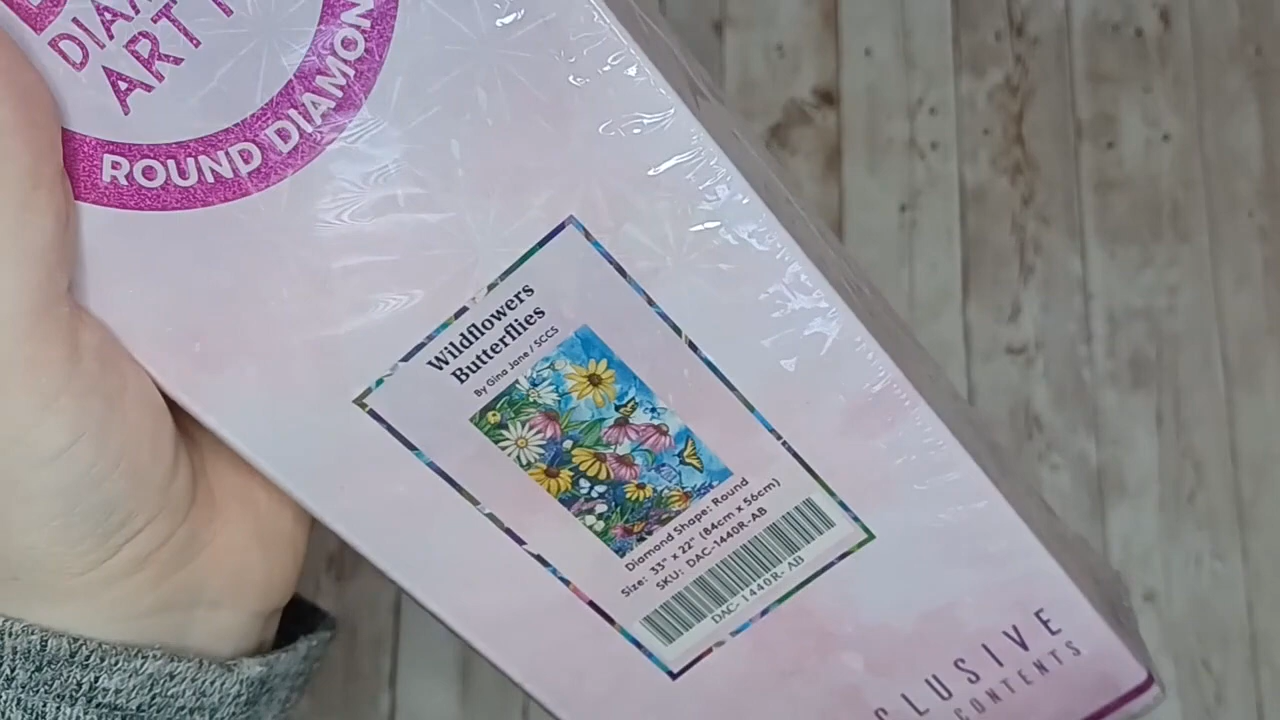 ART
ROUND DIAMON
Wildflowers
Butterflies
By Gina Jane / SCCS
Diamond Shape: Round
Size: 33" x 22" (84cm x 56cm)
SKU: DAC-1440R-AB
DAC- 1440R- AB
CLUSIVE
CONTENTS